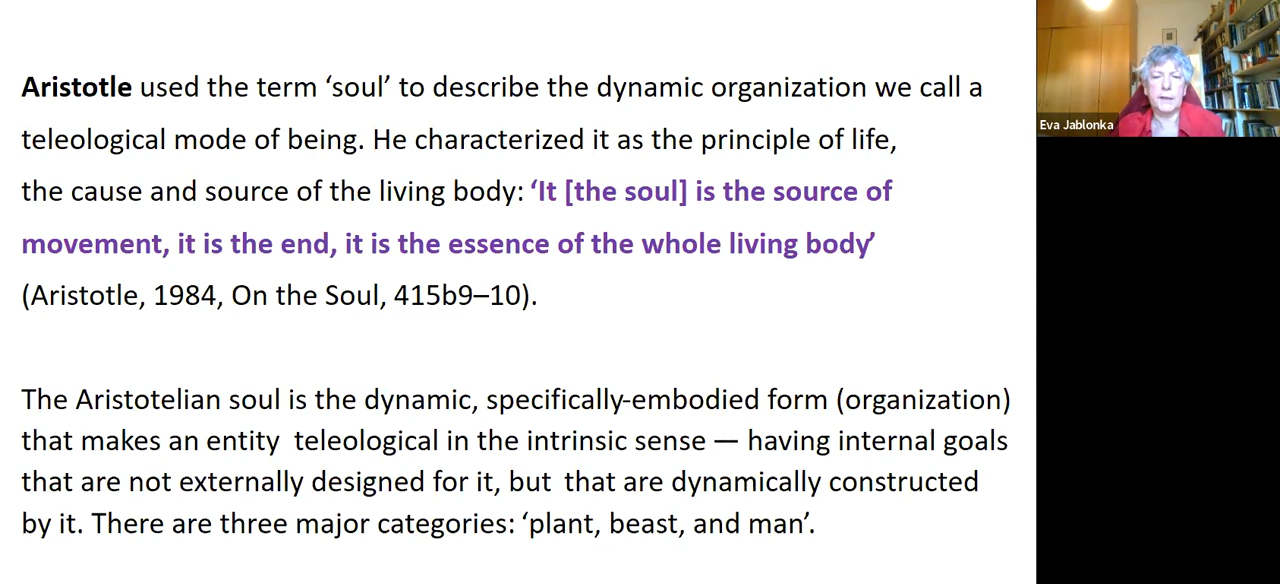 Aristotle used the term ‘soul’ to describe the dynamic organization we call a
teleological mode of being. He characterized it as the principle of life,
the cause and source of the living body: ‘It [the soul] is the source of
movement, it is the end, it is the essence of the whole living body’
(Aristotle, 1984, On the Soul, 415b9–10).
The Aristotelian soul is the dynamic, specifically-embodied form (organization)
that makes an entity teleological in the intrinsic sense — having internal goals
that are not externally designed for it, but that are dynamically constructed
by it. There are three major categories: ‘plant, beast, and man’.
Eva Jablonka